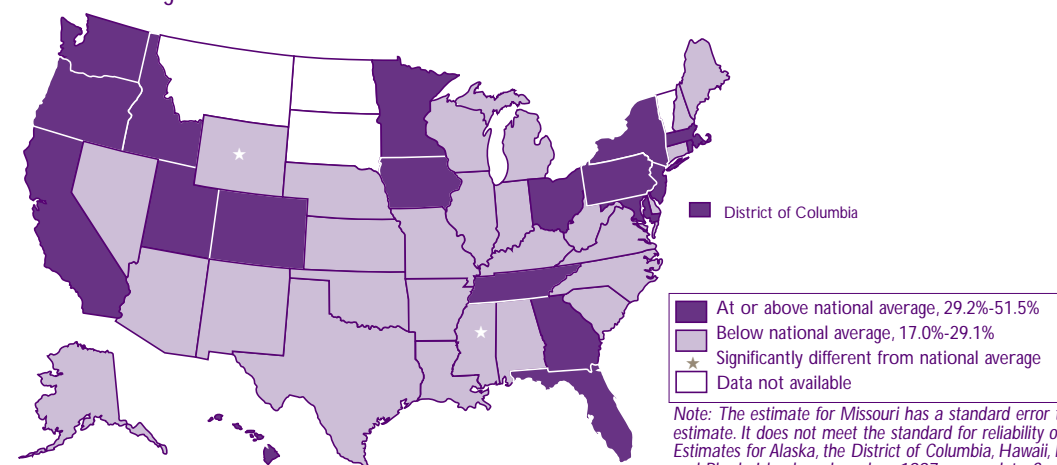 District of Columbia
At or above national average, 29.2%-51.5%
Below national average, 17.0%-29.1%
Significantly different from national average
Data not available
Note: The estimate for Missouri has a standard error
estimate. It does not meet the standard for reliability
Estimates for Alaska, the District of Columbia, Hawaii,